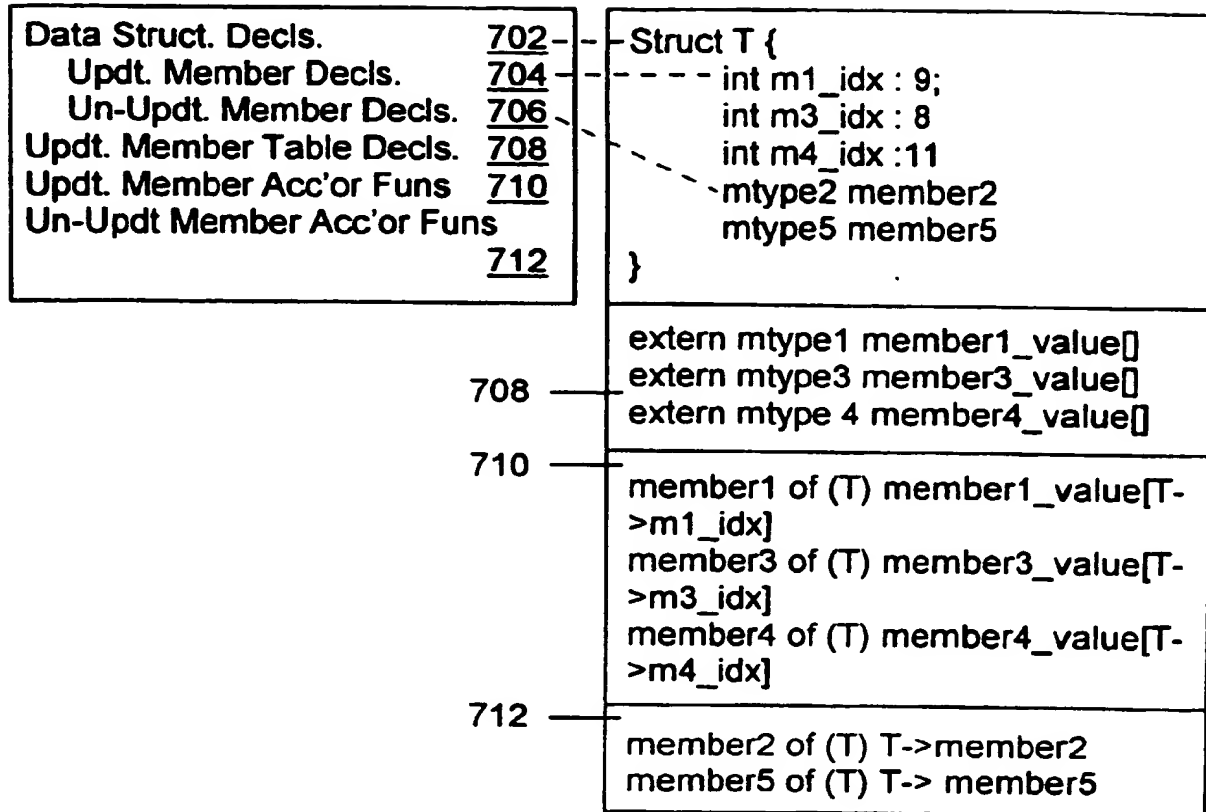 Data Struct. Decls. 702
Updt. Member Decls. 704
Un-Updt. Member Decls. 706
Updt. Member Table Decls. 708
Updt. Member Acc'or Funs 710
Un-Updt Member Acc'or Funs
712
Struct T {
int m1_idx : 9;
int m3_idx : 8
int m4_idx :11
mtype2 member2
mtype5 member5
}
708
extern mtype1 member1_value[]
extern mtype3 member3_value[]
extern mtype 4 member4_value[]
710
member1 of (T) member1_value[T-
>m1_idx]
member3 of (T) member3_value[T-
>m3_idx]
member4 of (T) member4_value[T-
>m4_idx]
712
member2 of (T) T->member2
member5 of (T) T-> member5